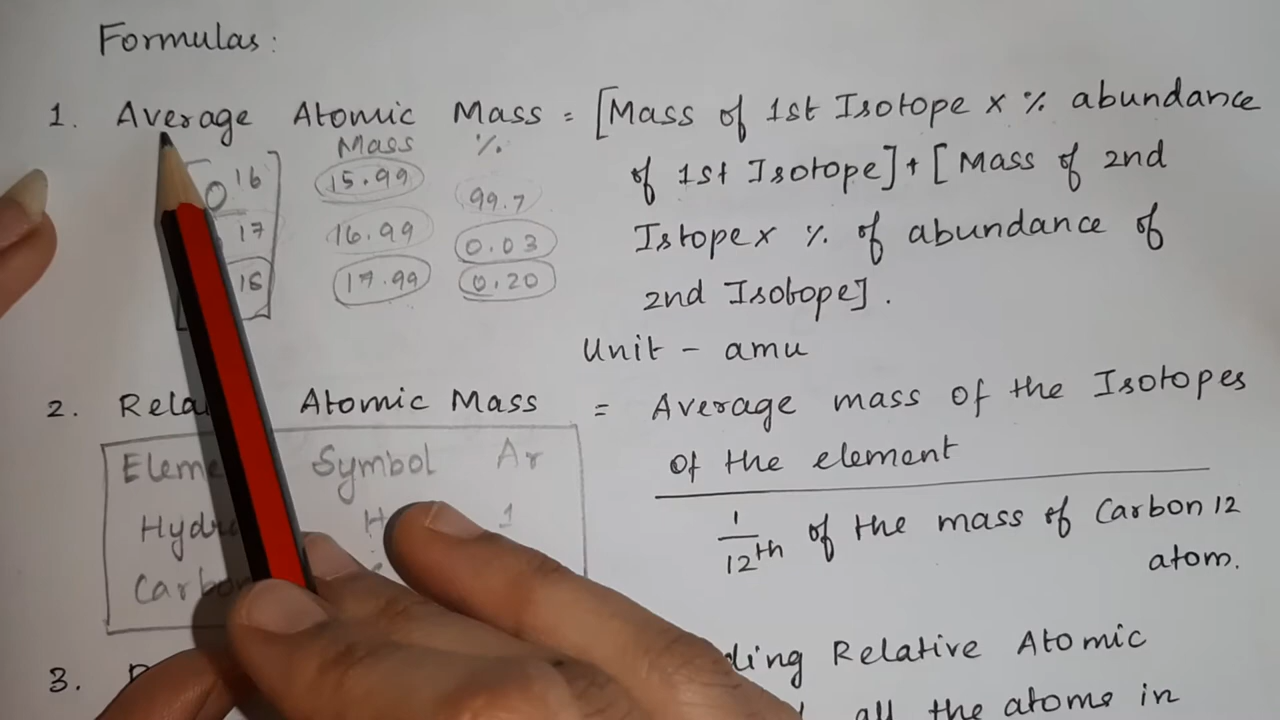 Formulas:
1. Average Atomic Mass = [Mass of 1st Isotope x % abundance
of 1st Isotope] + [Mass of 2nd
Istope x % of abundance of
2nd Isotope].
Mass %
O 16 15.99 99.7
17 16.99 0.03
18 17.99 0.20
Unit - amu
2. Atomic Mass = Average mass of the Isotopes
of the element
1/12th of the mass of Carbon 12
atom.
Symbol Ar
H 1
3.
Relative Atomic
all the atoms in